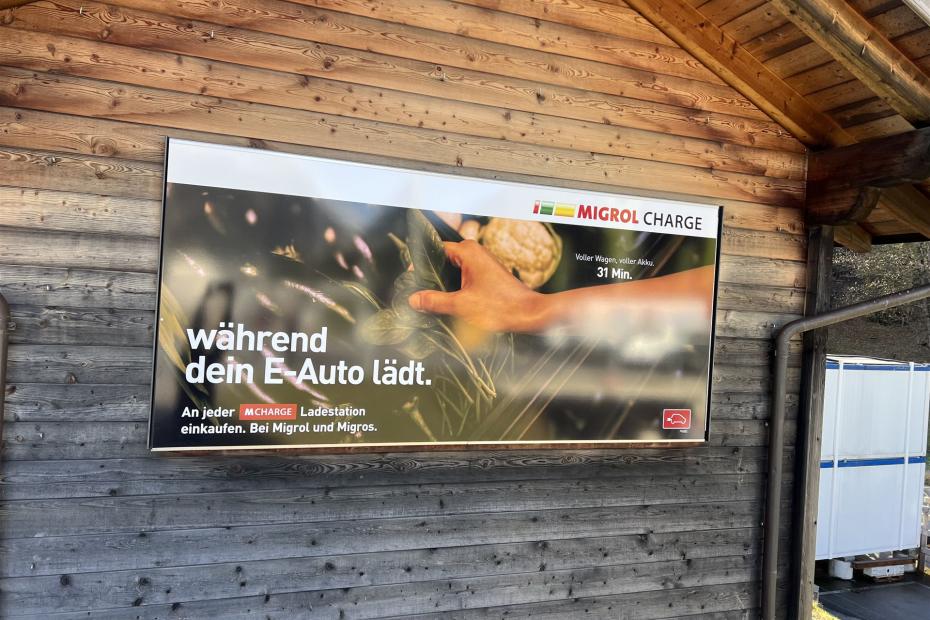 MIGROL CHARGE
Voller Wagen, voller Akku.
31 Min.
während
dein E-Auto lädt.
An jeder M CHARGE Ladestation
einkaufen. Bei Migrol und Migros.